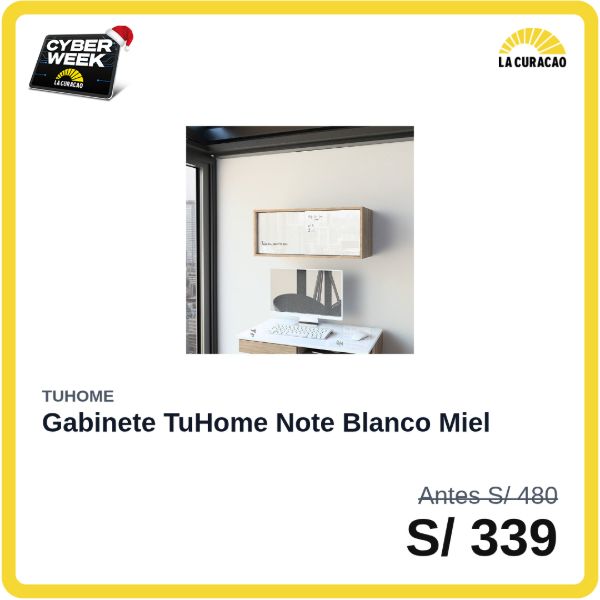 CYBER
WEEK
LA CURACAO
LA CURACAO
TUHOME
Gabinete TuHome Note Blanco Miel
Antes S/ 480
S/ 339